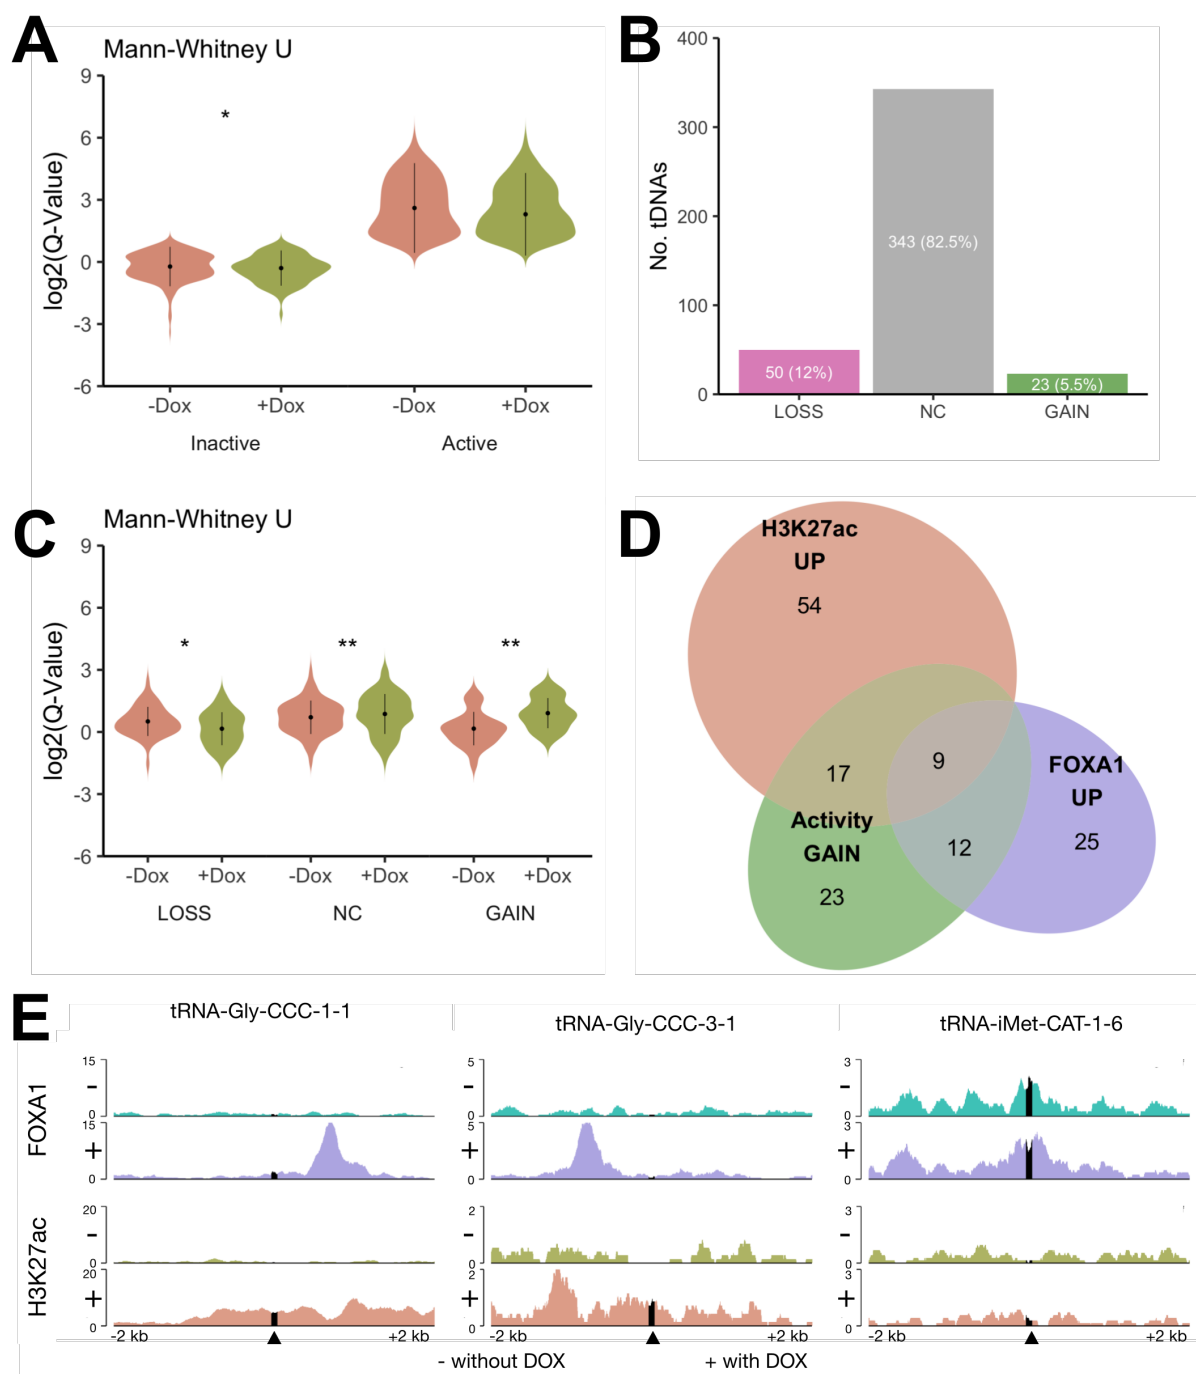 A
Mann-Whitney U
log2(Q-Value)
9
6
3
0
-3
-6
*
-Dox
+Dox
-Dox
+Dox
Inactive
Active
B
No. tDNAs
400
300
200
100
0
50 (12%)
343 (82.5%)
23 (5.5%)
LOSS
NC
GAIN
C
Mann-Whitney U
log2(Q-Value)
9
6
3
0
-3
-6
*
**
**
-Dox
+Dox
-Dox
+Dox
-Dox
+Dox
LOSS
NC
GAIN
D
H3K27ac
UP
54
17
9
FOXA1
UP
25
Activity
GAIN
23
12
E
tRNA-Gly-CCC-1-1
tRNA-Gly-CCC-3-1
tRNA-iMet-CAT-1-6
FOXA1
15
-
0
15
+
0
5
-
0
5
+
0
3
-
0
3
+
0
H3K27ac
20
-
0
20
+
0
2
-
0
2
+
0
3
-
0
3
+
0
-2 kb
+2 kb
-2 kb
+2 kb
-2 kb
+2 kb
- without DOX
+ with DOX